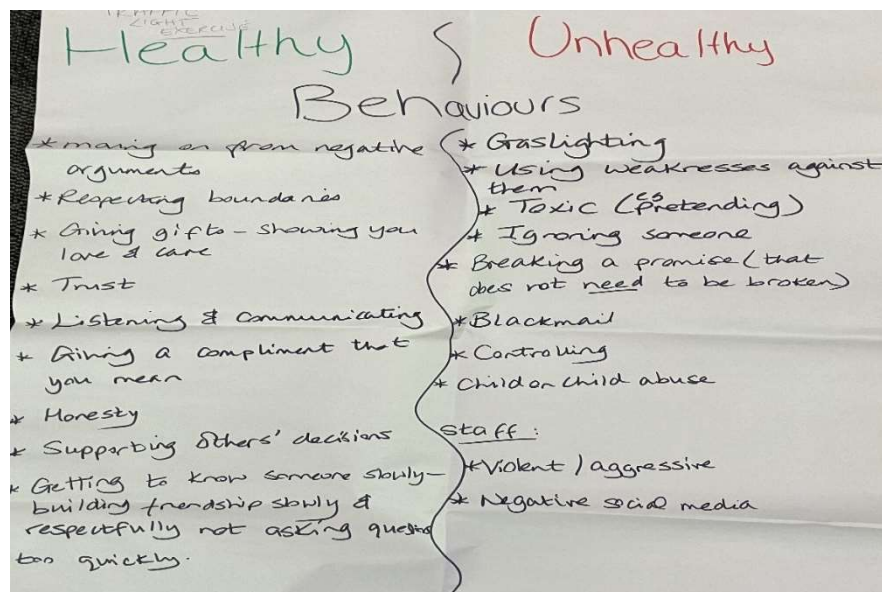 TRAFFIC
LIGHT
EXERCISE
Healthy
Unhealthy
Behaviours
* moving on from negative
arguments
* Respecting boundaries
* Giving gifts – showing you
love & care
* Trust
* Listening & communicating
* Giving a compliment that
you mean
* Honesty
* Supporting others' decisions
* Getting to know someone slowly –
building friendship slowly &
respectfully not asking questio
too quickly.
* Gaslighting
* Using weaknesses against
them
* Toxic (pretending)
* Ignoring someone
* Breaking a promise (that
does not need to be broken)
* Blackmail
* Controlling
* Child on child abuse
Staff:
* Violent / aggressive
* Negative social media